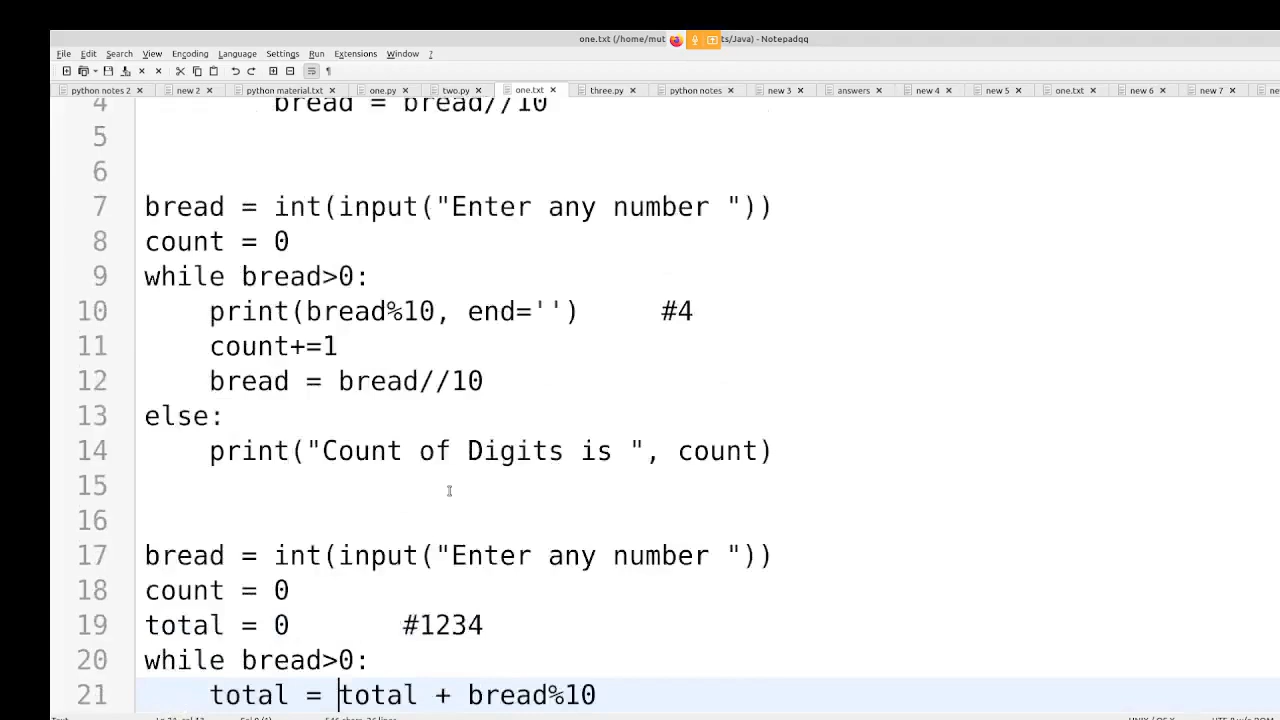 one.txt (/home/mut ts/Java) - Notepadqq
File Edit Search View Encoding Language Settings Run Extensions Window ?
python notes 2 new 2 python material.txt one.py two.py one.txt three.py python notes new 3 answers new 4 new 5 one.txt new 6 new 7
4 bread = bread//10
5
6
7 bread = int(input("Enter any number "))
8 count = 0
9 while bread>0:
10 print(bread%10, end='') #4
11 count+=1
12 bread = bread//10
13 else:
14 print("Count of Digits is ", count)
15
16
17 bread = int(input("Enter any number "))
18 count = 0
19 total = 0 #1234
20 while bread>0:
21 total = total + bread%10